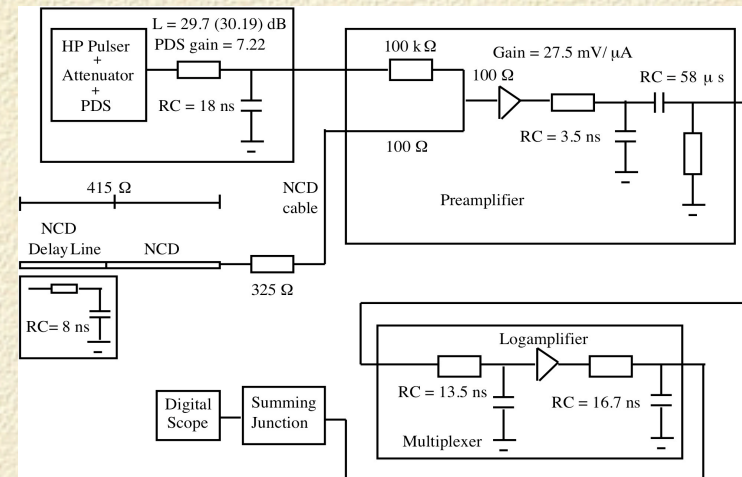 L = 29.7 (30.19) dB
PDS gain = 7.22
HP Pulser
+
Attenuator
+
PDS
RC = 18 ns
100 k Ω
Gain = 27.5 mV/ μA
100 Ω
RC = 58 μ s
RC = 3.5 ns
100 Ω
Preamplifier
415 Ω
NCD
cable
NCD
Delay Line
NCD
325 Ω
RC= 8 ns
Logamplifier
RC = 13.5 ns
RC = 16.7 ns
Multiplexer
Digital
Scope
Summing
Junction